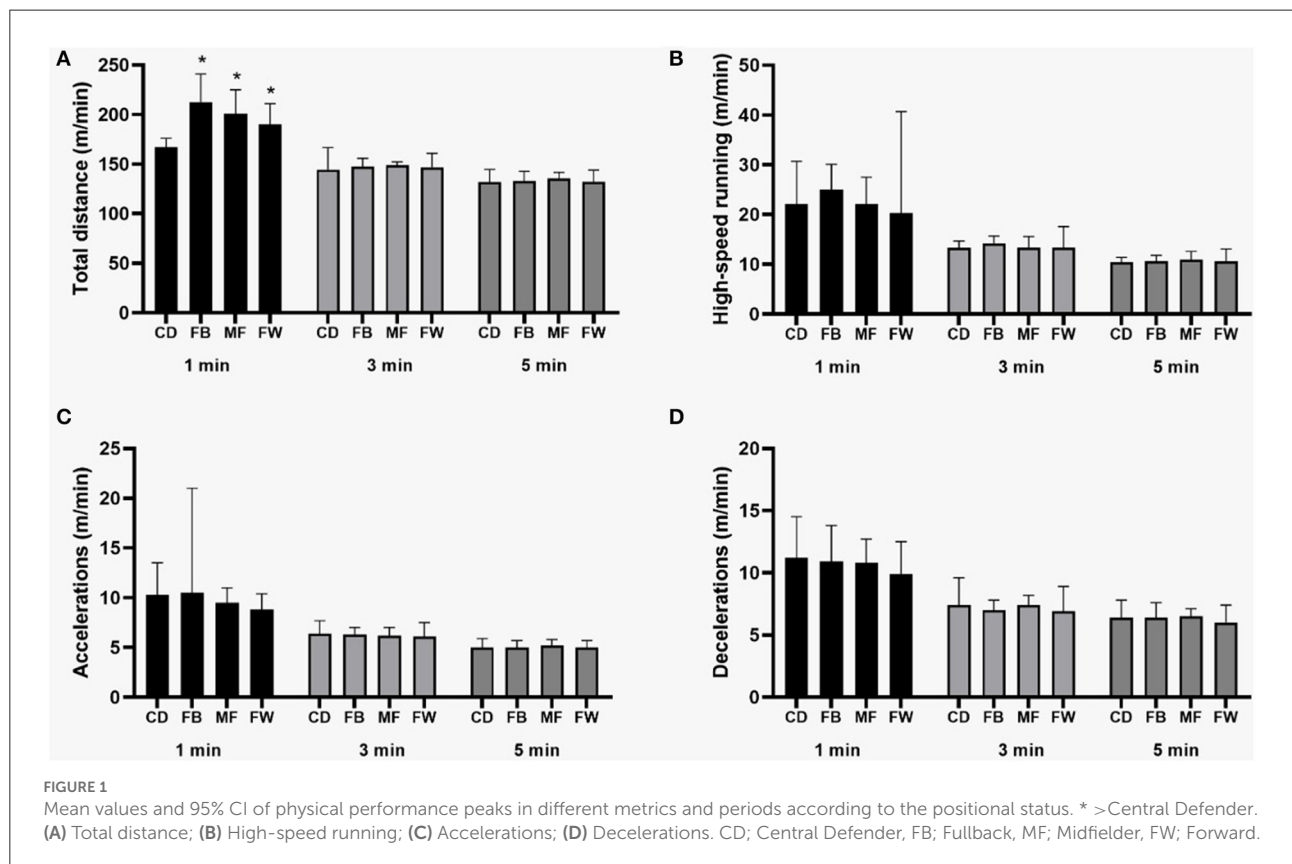 A
Total distance (m/min)
250
200
150
100
50
0
* * *
CD FB MF FW CD FB MF FW CD FB MF FW
1 min 3 min 5 min
B
High-speed running (m/min)
50
40
30
20
10
0
CD FB MF FW CD FB MF FW CD FB MF FW
1 min 3 min 5 min
C
Accelerations (m/min)
25
20
15
10
5
0
CD FB MF FW CD FB MF FW CD FB MF FW
1 min 3 min 5 min
D
Decelerations (m/min)
20
15
10
5
0
CD FB MF FW CD FB MF FW CD FB MF FW
1 min 3 min 5 min
FIGURE 1
Mean values and 95% CI of physical performance peaks in different metrics and periods according to the positional status. * >Central Defender.
(A) Total distance; (B) High-speed running; (C) Accelerations; (D) Decelerations. CD; Central Defender, FB; Fullback, MF; Midfielder, FW; Forward.